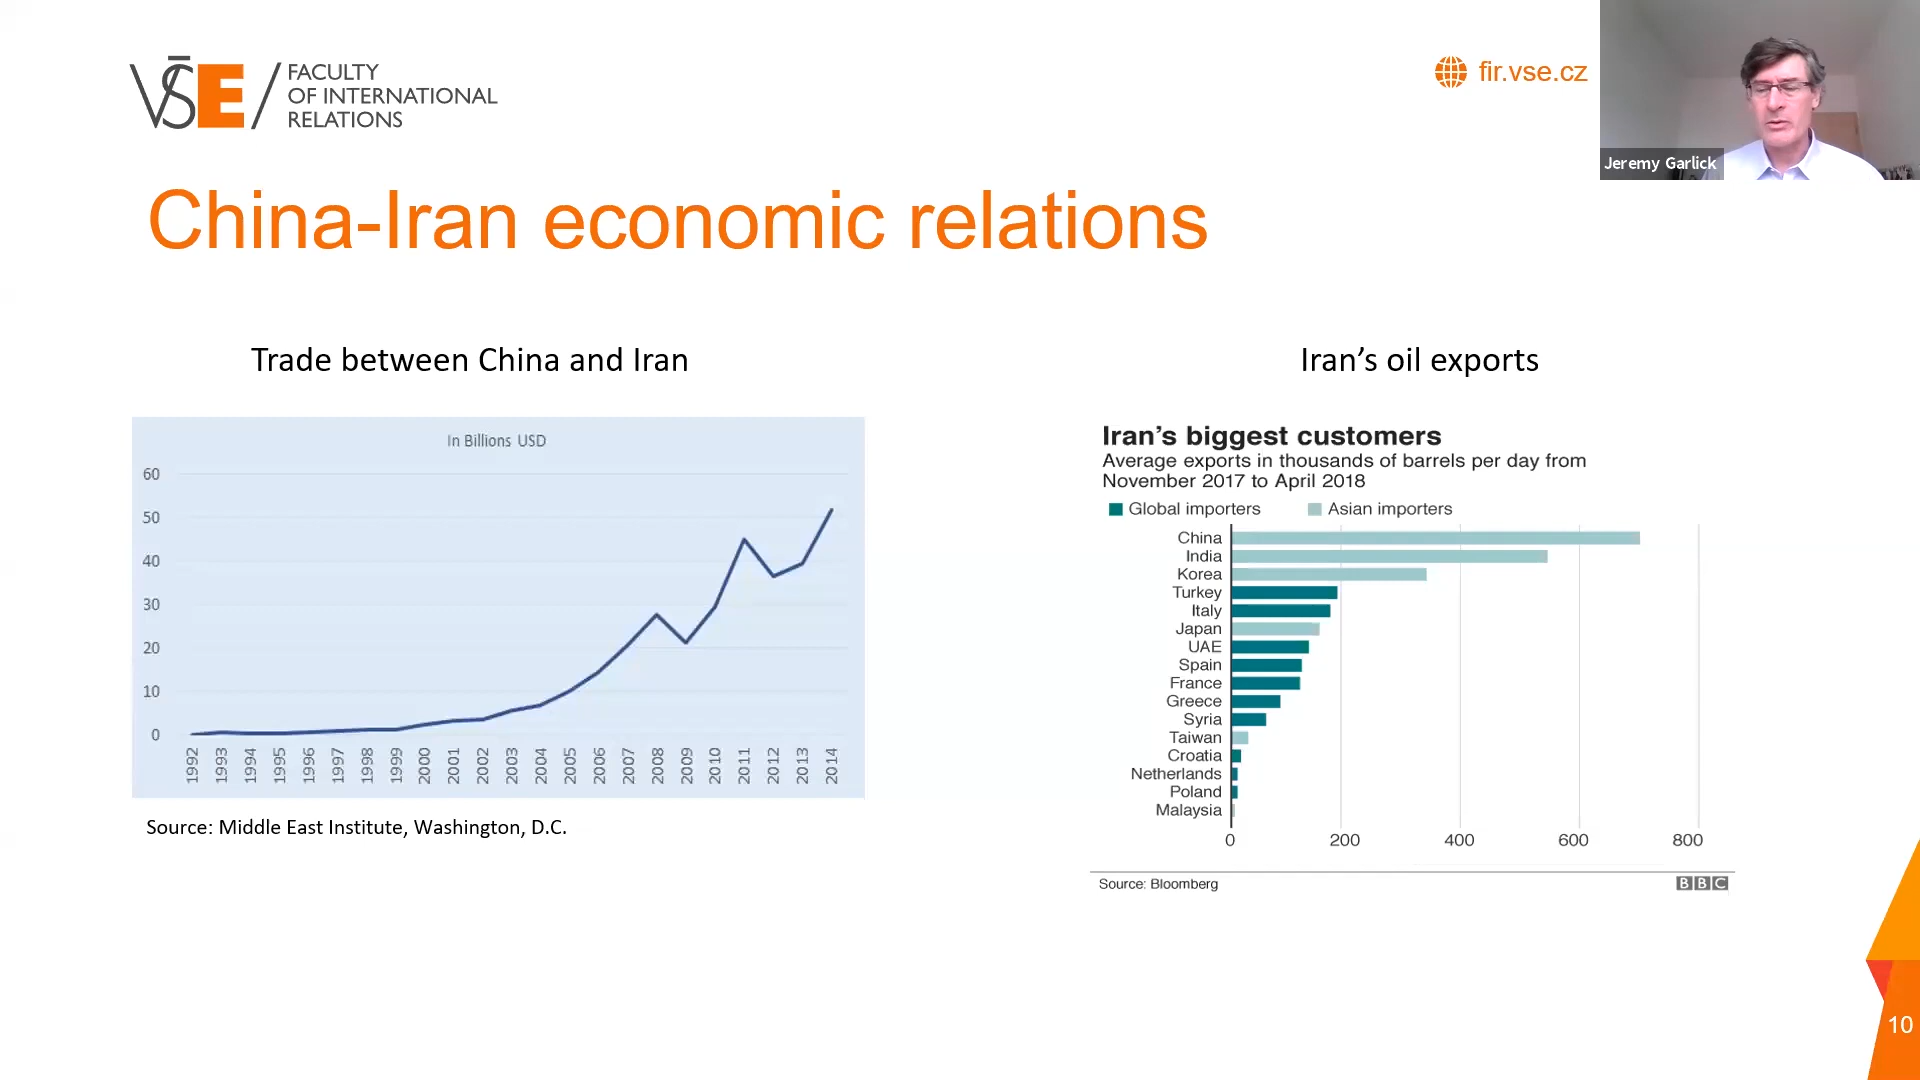 VŠE / FACULTY
OF INTERNATIONAL
RELATIONS
fir.vse.cz
Jeremy Garlick
China-Iran economic relations
Trade between China and Iran
In Billions USD
60
50
40
30
20
10
0
1992 1993 1994 1995 1996 1997 1998 1999 2000 2001 2002 2003 2004 2005 2006 2007 2008 2009 2010 2011 2012 2013 2014
Source: Middle East Institute, Washington, D.C.
Iran’s oil exports
Iran’s biggest customers
Average exports in thousands of barrels per day from
November 2017 to April 2018
Global importers Asian importers
China
India
Korea
Turkey
Italy
Japan
UAE
Spain
France
Greece
Syria
Taiwan
Croatia
Netherlands
Poland
Malaysia
0 200 400 600 800
Source: Bloomberg
BBC
10